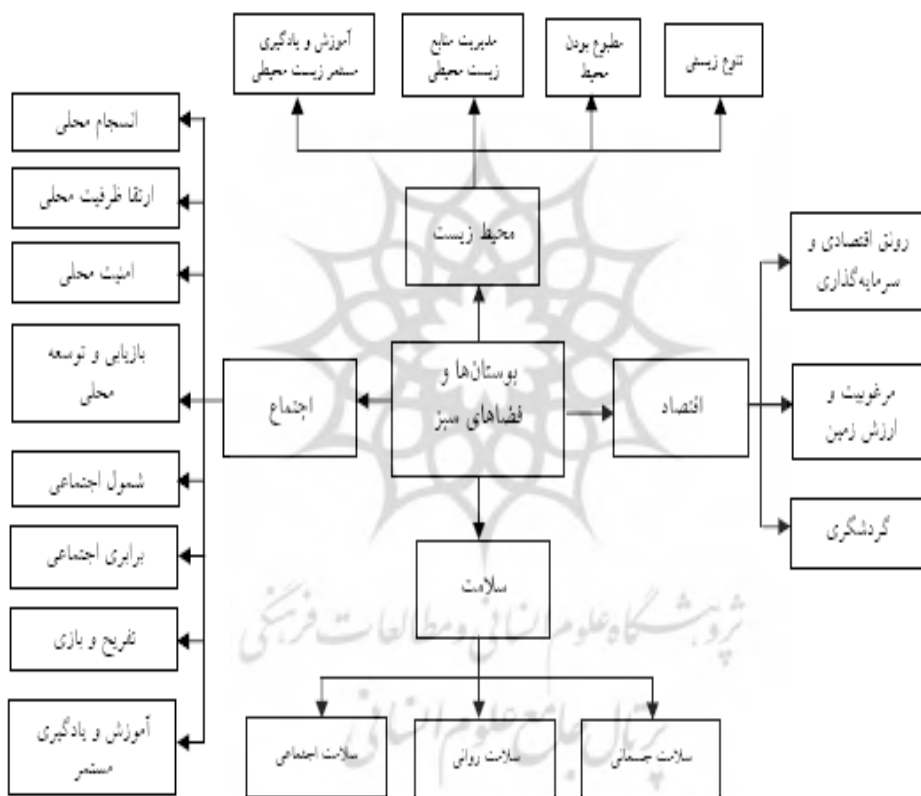 آموزش و یادگیری
مستمر زیست محیطی
مدیریت منابع
زیست محیطی
مطبوع بودن
محیط
تنوع زیستی
انسجام محلی
ارتقا ظرفیت محلی
امنیت محلی
بازیابی و توسعه
محلی
شمول اجتماعی
برابری اجتماعی
تفریح و بازی
آموزش و یادگیری
مستمر
محیط زیست
اجتماع
بوستان‌ها و
فضاهای سبز
اقتصاد
رونق اقتصادی و
سرمایه‌گذاری
مرغوبیت و
ارزش زمین
گردشگری
سلامت
سلامت اجتماعی
سلامت روانی
سلامت جسمانی
پژوهشگاه علوم انسانی و مطالعات فرهنگی
پرتال جامع علوم انسانی